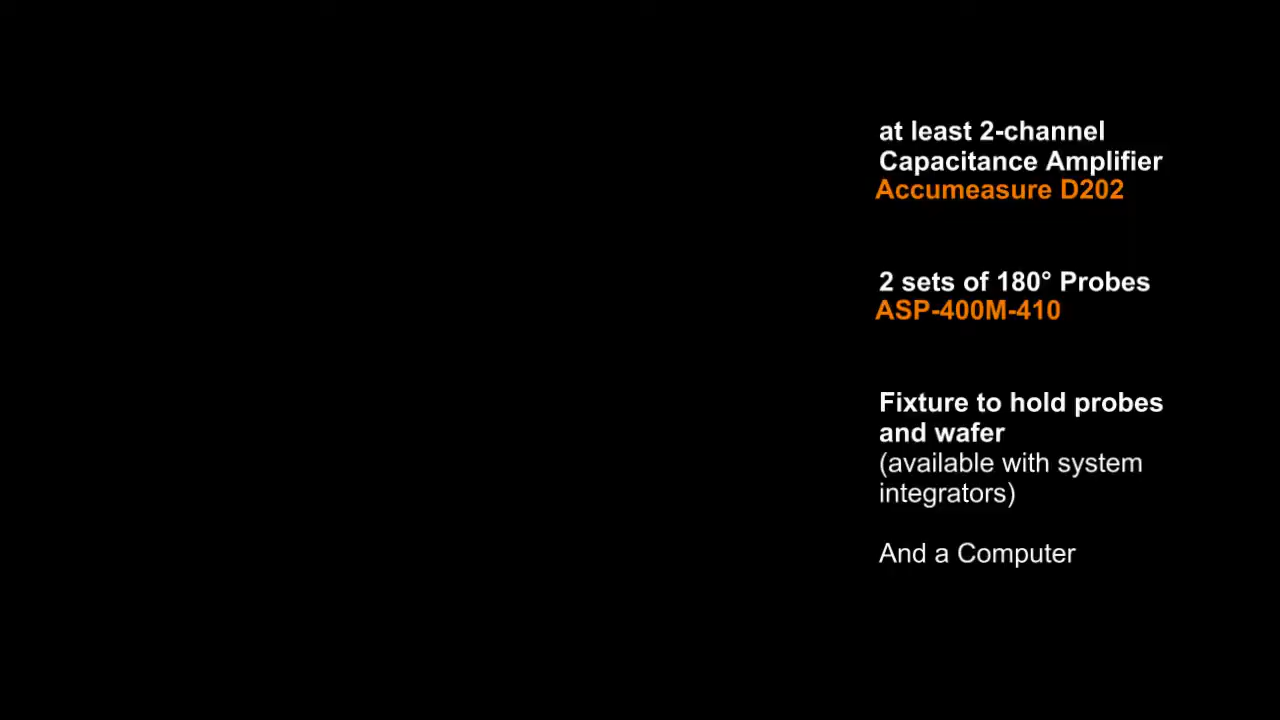 at least 2-channel
Capacitance Amplifier
Accumeasure D202
2 sets of 180° Probes
ASP-400M-410
Fixture to hold probes
and wafer
(available with system
integrators)
And a Computer